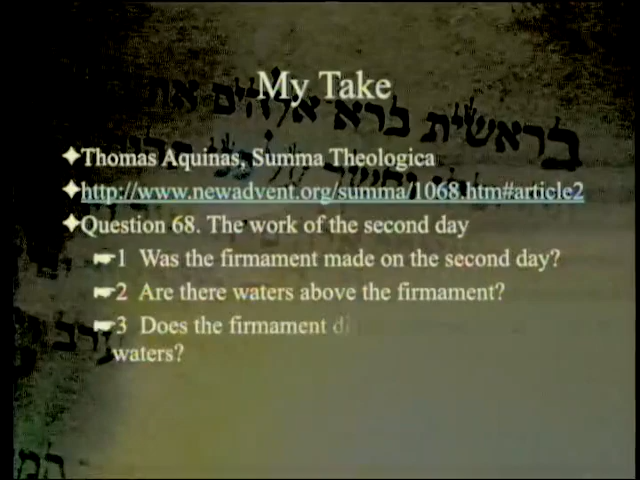 My Take
בראשית ברא אלהים את
Thomas Aquinas, Summa Theologica
http://www.newadvent.org/summa/1068.htm#article2
Question 68. The work of the second day
1 Was the firmament made on the second day?
2 Are there waters above the firmament?
3 Does the firmament
waters?